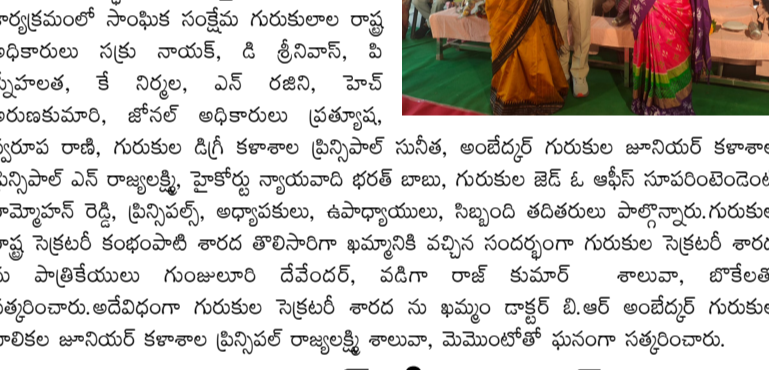 కార్యక్రమంలో సాంఘిక సంక్షేమ గురుకులాల రాష్ట్ర
అధికారులు సక్రు నాయక్, డి శ్రీనివాస్, పి
స్నేహలత, కే నిర్మల, ఎన్ రజిని, హెచ్
అరుణకుమారి, జోనల్ అధికారులు ప్రత్యూష,
స్వరూప రాణి, గురుకుల డిగ్రీ కళాశాల ప్రిన్సిపాల్ సునీత, అంబేద్కర్ గురుకుల జూనియర్ కళాశాల
ప్రిన్సిపాల్ ఎన్ రాజ్యలక్ష్మి, హైకోర్టు న్యాయవాది భరత్ బాబు, గురుకుల జెడ్ ఓ ఆఫీస్ సూపరింటెండెంట్
రామ్మోహన్ రెడ్డి, ప్రిన్సిపల్స్, అధ్యాపకులు, ఉపాధ్యాయులు, సిబ్బంది తదితరులు పాల్గొన్నారు.గురుకుల
రాష్ట్ర సెక్రటరీ కంభంపాటి శారద తొలిసారిగా ఖమ్మానికి వచ్చిన సందర్భంగా గురుకుల సెక్రటరీ శారద
ను పాత్రికేయులు గుంజులూరి దేవేందర్, వడిగా రాజ్ కుమార్ శాలువా, బొకేలతో
సత్కరించారు.అదేవిధంగా గురుకుల సెక్రటరీ శారద ను ఖమ్మం డాక్టర్ బి.ఆర్ అంబేద్కర్ గురుకుల
బాలికల జూనియర్ కళాశాల ప్రిన్సిపల్ రాజ్యలక్ష్మి శాలువా, మెమొంటోతో ఘనంగా సత్కరించారు.